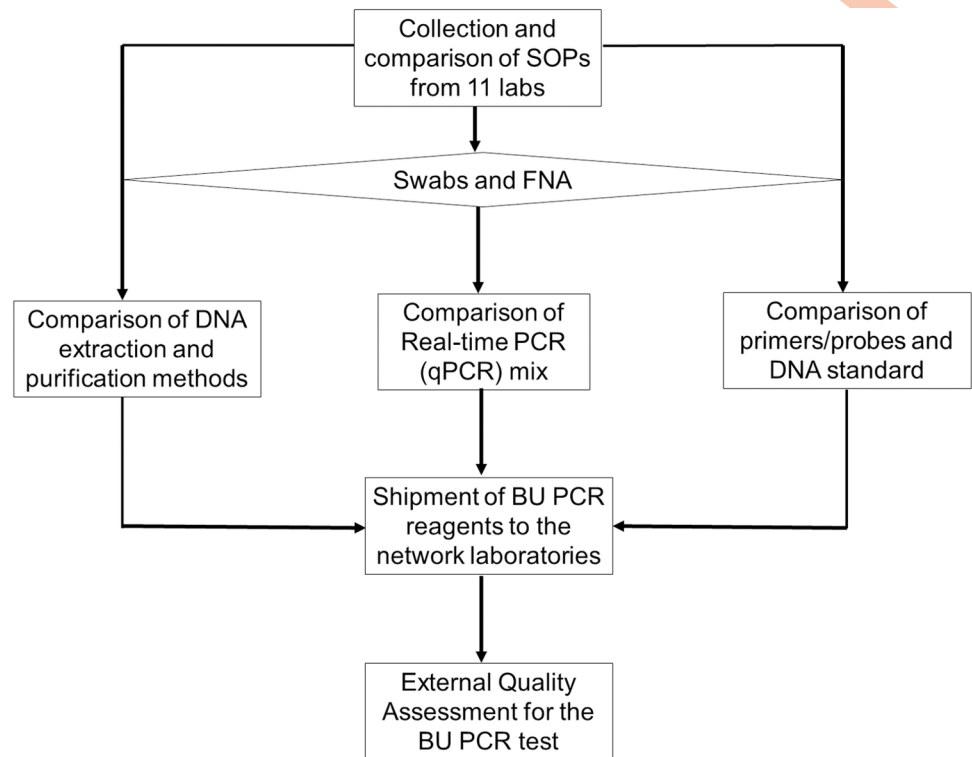 Collection and
comparison of SOPs
from 11 labs
Swabs and FNA
Comparison of DNA
extraction and
purification methods
Comparison of
Real-time PCR
(qPCR) mix
Comparison of
primers/probes and
DNA standard
Shipment of BU PCR
reagents to the
network laboratories
External Quality
Assessment for the
BU PCR test